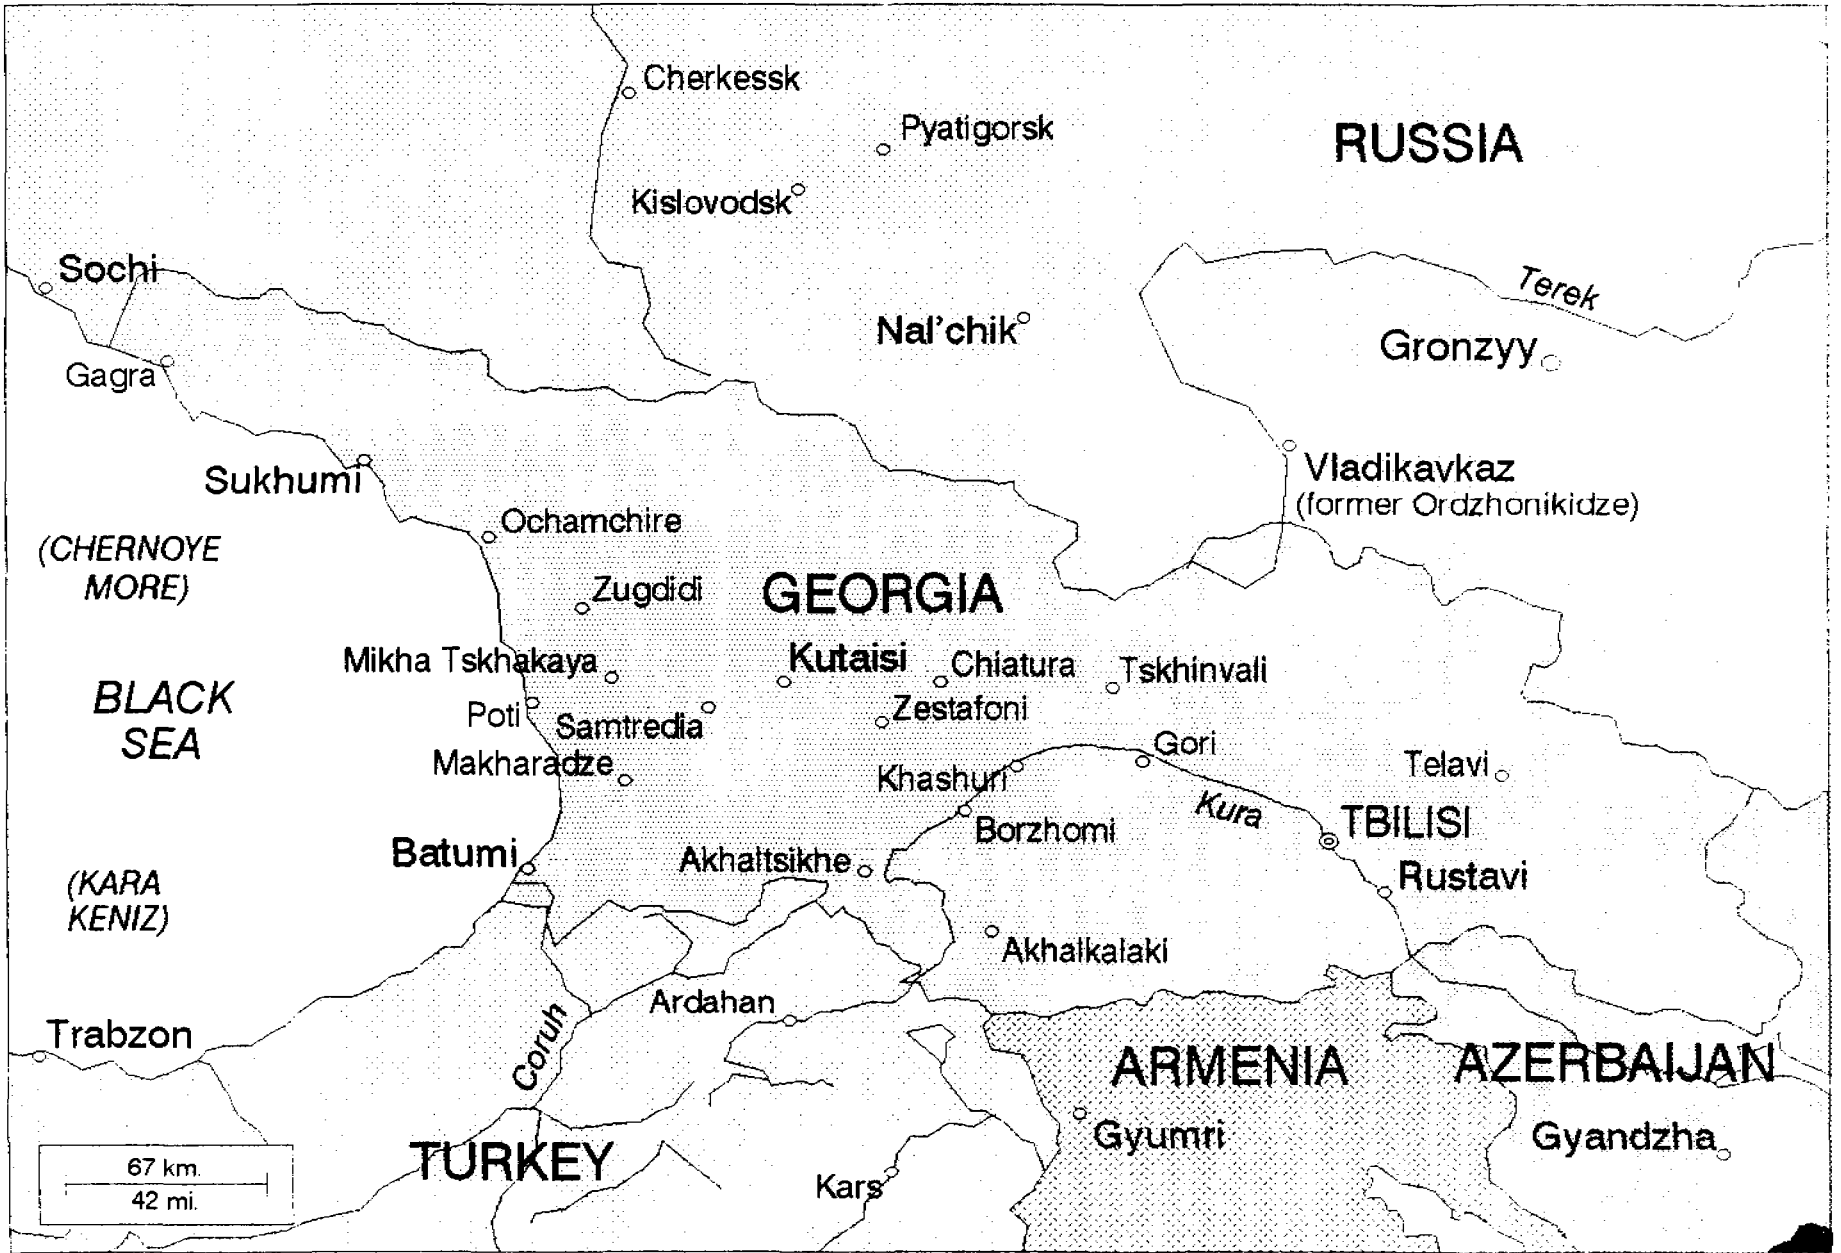 Cherkessk
Pyatigorsk
RUSSIA
Kislovodsk
Sochi
Terek
Nal'chik
Gronzyy
Gagra
Vladikavkaz
(former Ordzhonikidze)
Sukhumi
Ochamchire
(CHERNOYE
MORE)
Zugdidi
GEORGIA
Mikha Tskhakaya
Kutaisi
Chiatura
Tskhinvali
BLACK
SEA
Poti
Samtredia
Zestafoni
Makharadze
Khashuri
Gori
Telavi
Kura
TBILISI
Borzhomi
Batumi
Akhaltsikhe
Rustavi
(KARA
KENIZ)
Akhalkalaki
Ardahan
Trabzon
Coruh
ARMENIA
AZERBAIJAN
Gyumri
Gyandzha
TURKEY
Kars
67 km.
42 mi.